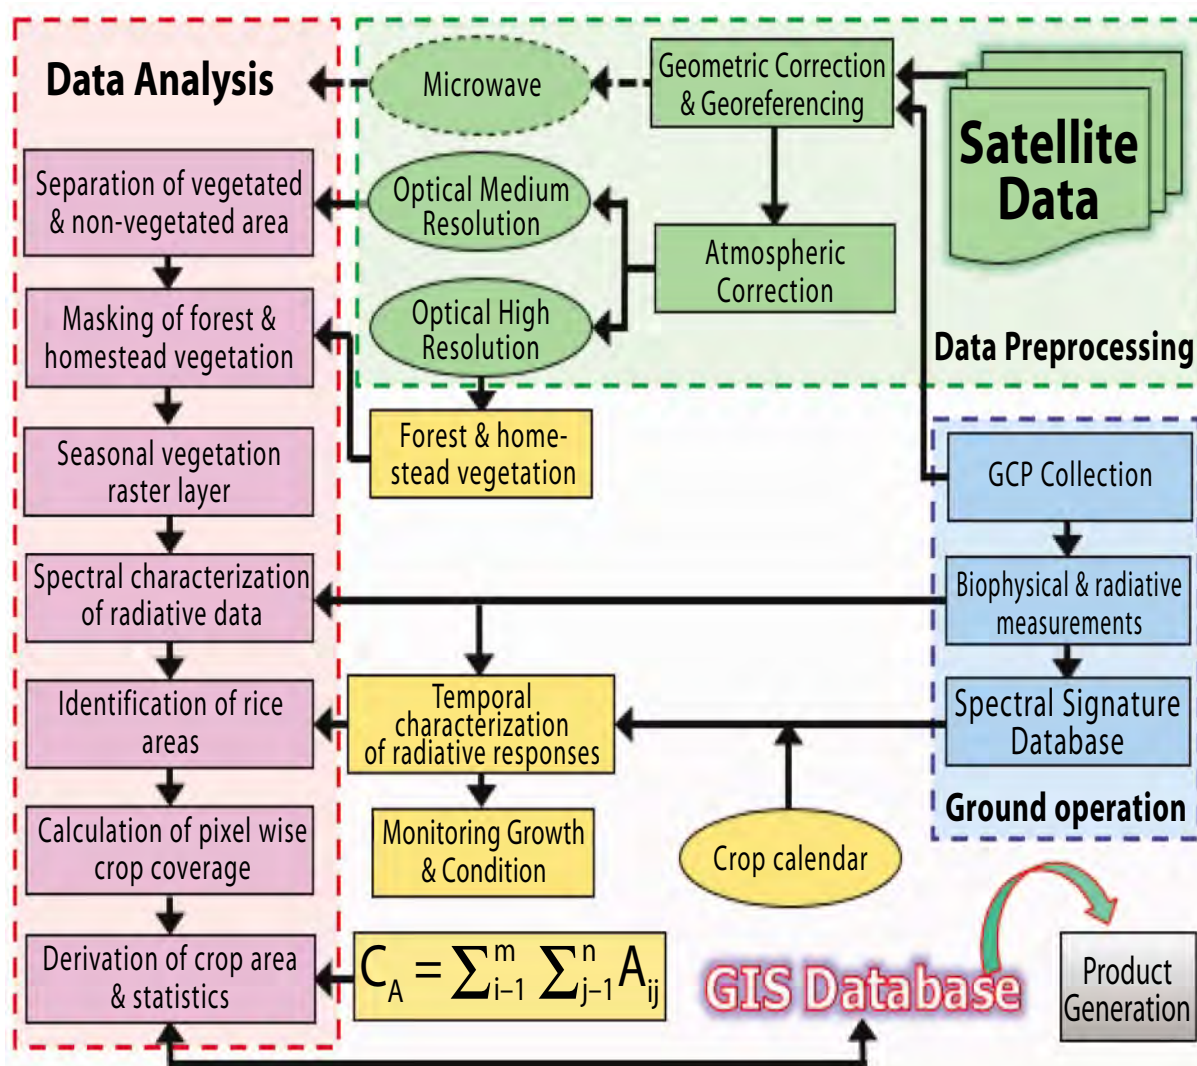 Data Analysis
Separation of vegetated
& non-vegetated area
Masking of forest &
homestead vegetation
Seasonal vegetation
raster layer
Spectral characterization
of radiative data
Identification of rice
areas
Calculation of pixel wise
crop coverage
Derivation of crop area
& statistics
Microwave
Optical Medium
Resolution
Optical High
Resolution
Geometric Correction
& Georeferencing
Atmospheric
Correction
Satellite
Data
Data Preprocessing
Forest & home-
stead vegetation
GCP Collection
Biophysical & radiative
measurements
Spectral Signature
Database
Ground operation
Temporal
characterization
of radiative responses
Monitoring Growth
& Condition
Crop calendar
C_A = ∑_{i–1}^{m} ∑_{j–1}^{n} A_{ij}
GIS Database
Product
Generation